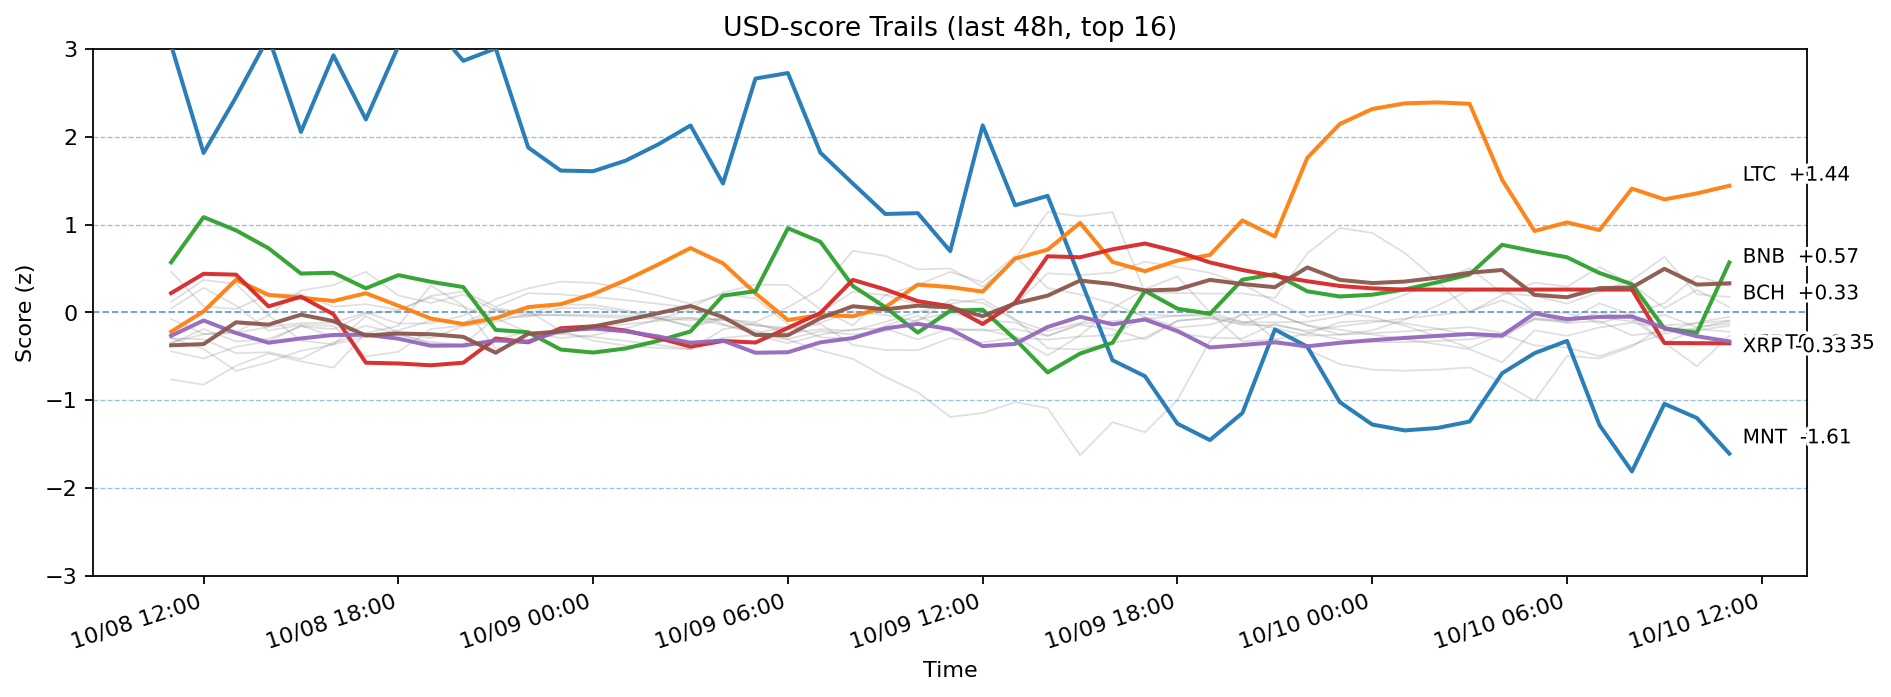 USD-score Trails (last 48h, top 16)
Score (z)
3
2
1
0
−1
−2
−3
LTC +1.44
BNB +0.57
BCH +0.33
XRP -0.33
35
MNT -1.61
10/08 12:00
10/08 18:00
10/09 00:00
10/09 06:00
10/09 12:00
10/09 18:00
10/10 00:00
10/10 06:00
10/10 12:00
Time